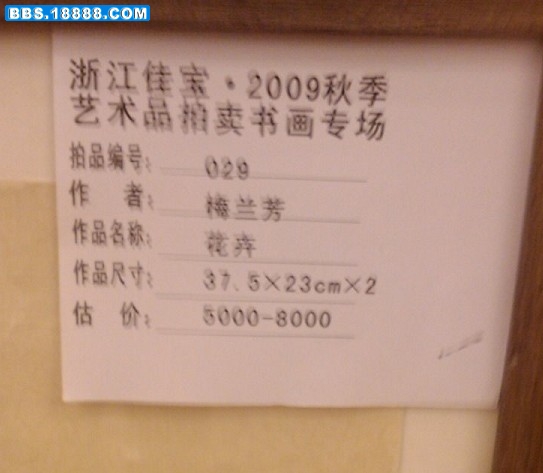 BBS.18888.COM
浙江佳宝·2009秋季
艺术品拍卖书画专场
拍品编号: 029
作 者: 梅兰芳
作品名称: 花卉
作品尺寸: 37.5×23cm×2
估 价: 5000-8000